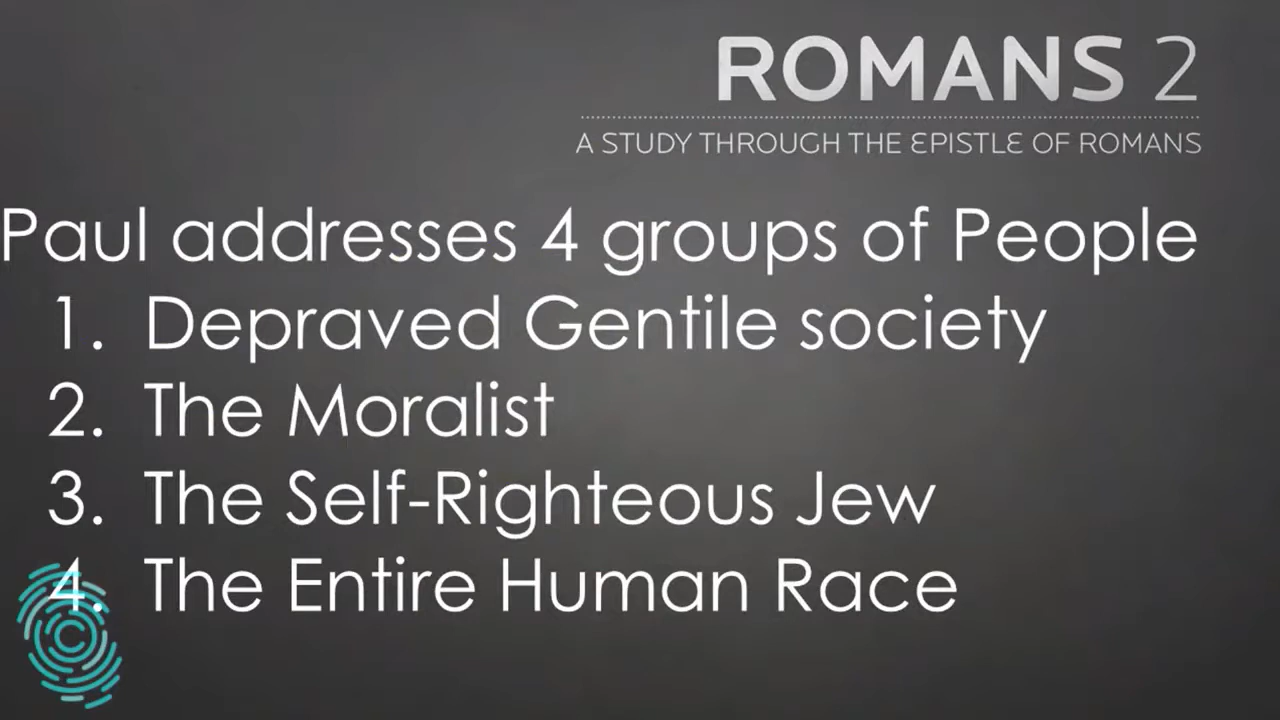 ROMANS 2
A STUDY THROUGH THE EPISTLE OF ROMANS
Paul addresses 4 groups of People
1. Depraved Gentile society
2. The Moralist
3. The Self-Righteous Jew
4. The Entire Human Race